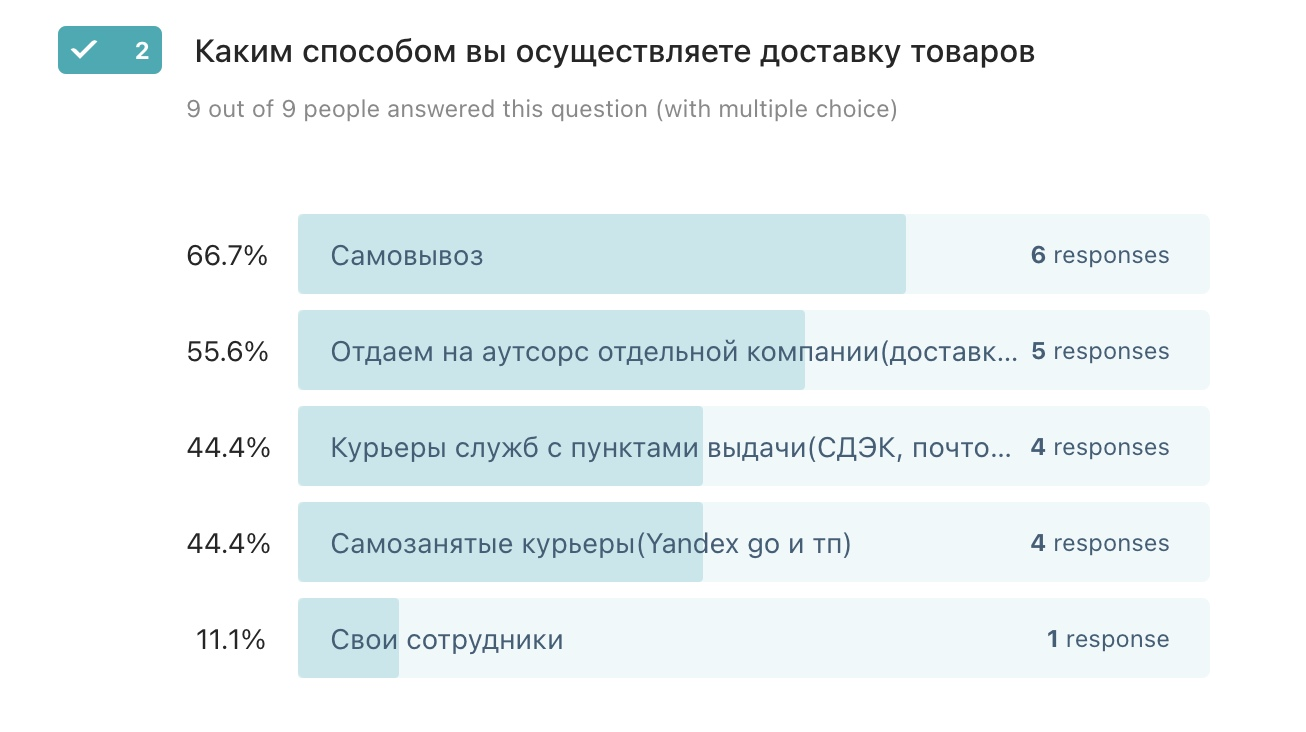 2 Каким способом вы осуществляете доставку товаров
9 out of 9 people answered this question (with multiple choice)
66.7% Самовывоз 6 responses
55.6% Отдаем на аутсорс отдельной компании(доставк... 5 responses
44.4% Курьеры служб с пунктами выдачи(СДЭК, почто... 4 responses
44.4% Самозанятые курьеры(Yandex go и тп) 4 responses
11.1% Свои сотрудники 1 response